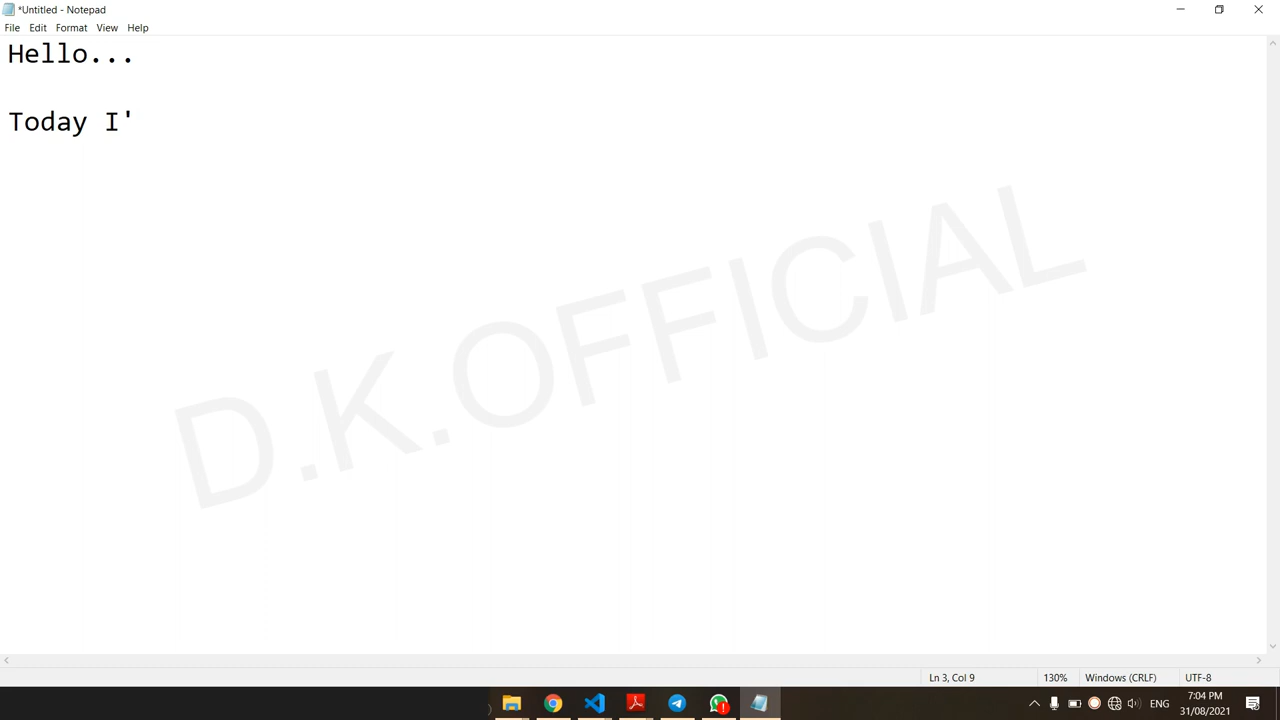 *Untitled - Notepad
File Edit Format View Help
Hello...
Today I'
D.K.OFFICIAL
Ln 3, Col 9 130% Windows (CRLF) UTF-8
ENG 7:04 PM
31/08/2021